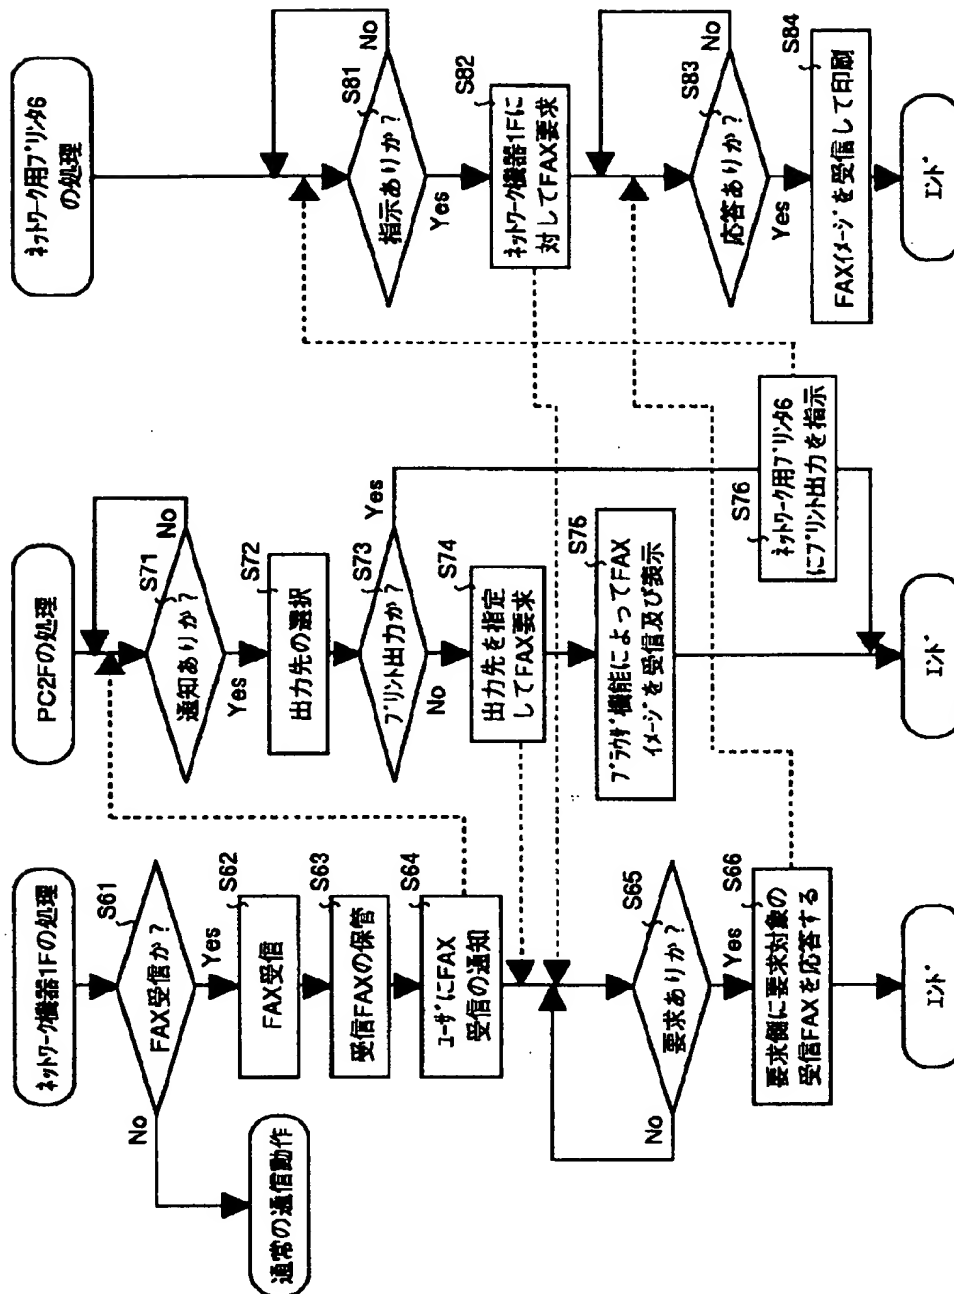 ネットワーク機器1Fの処理
S61
FAX受信か?
No
Yes
通常の通信動作
S62
FAX受信
S63
受信FAXの保管
S64
ユーザにFAX
受信の通知
S65
要求ありか?
No
Yes
S66
要求側に要求対象の
受信FAXを応答する
エンド
PC2Fの処理
S71
通知ありか?
No
Yes
S72
出力先の選択
S73
プリント出力か?
Yes
No
S74
出力先を指定
してFAX要求
S75
ブラウザ機能によってFAX
イメージを受信及び表示
S76
ネットワーク用プリンタ6
にプリント出力を指示
エンド
ネットワーク用プリンタ6
の処理
S81
指示ありか?
No
Yes
S82
ネットワーク機器1Fに
対してFAX要求
S83
応答ありか?
No
Yes
S84
FAXイメージを受信して印刷
エンド